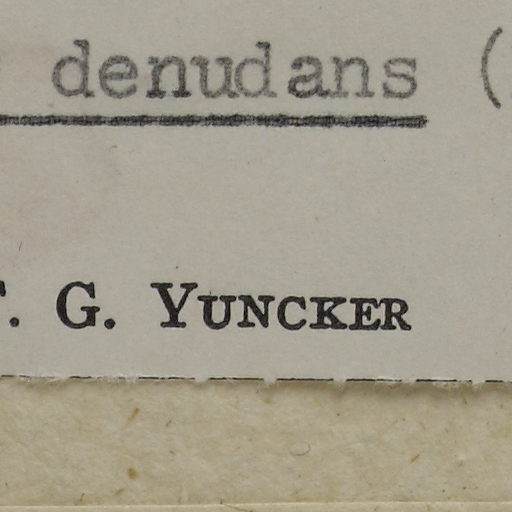 denudans (
T. G. YUNCKER